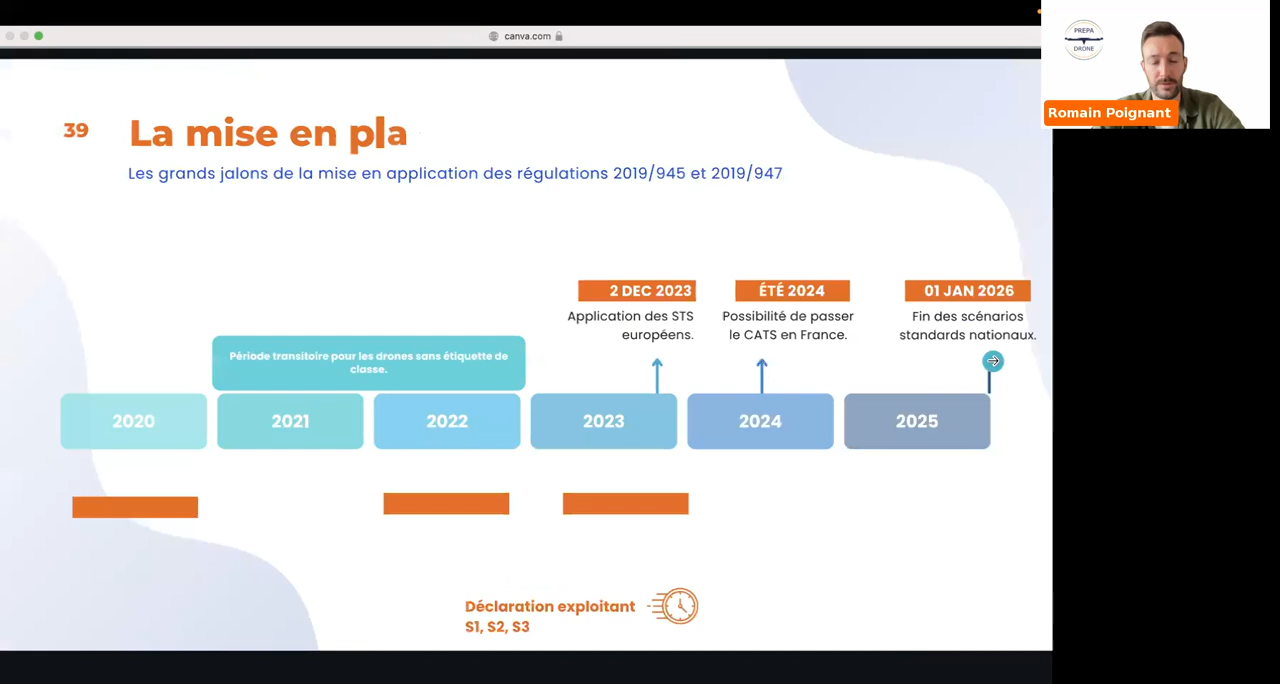 canva.com
PREPA
DRONE
Romain Poignant
39
La mise en pla
Les grands jalons de la mise en application des régulations 2019/945 et 2019/947
2 DEC 2023
Application des STS
européens.
ÉTÉ 2024
Possibilité de passer
le CATS en France.
01 JAN 2026
Fin des scénarios
standards nationaux.
Période transitoire pour les drones sans étiquette de
classe.
2020
2021
2022
2023
2024
2025
Déclaration exploitant
S1, S2, S3